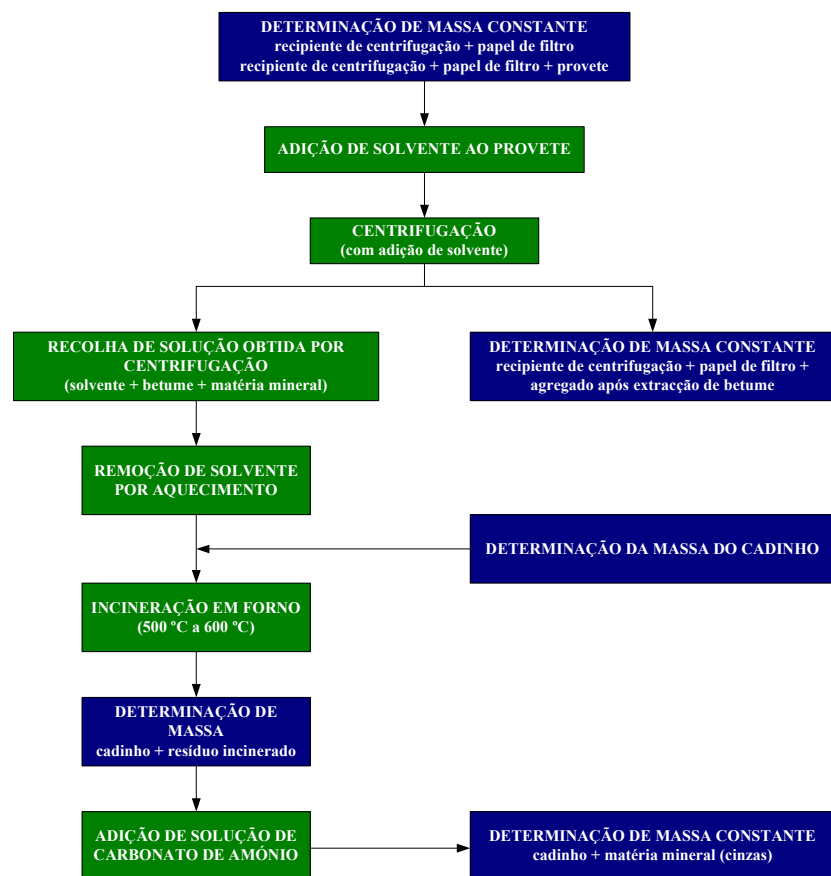 DETERMINAÇÃO DE MASSA CONSTANTE
recipiente de centrifugação + papel de filtro
recipiente de centrifugação + papel de filtro + provete
ADIÇÃO DE SOLVENTE AO PROVETE
CENTRIFUGAÇÃO
(com adição de solvente)
RECOLHA DE SOLUÇÃO OBTIDA POR
CENTRIFUGAÇÃO
(solvente + betume + matéria mineral)
DETERMINAÇÃO DE MASSA CONSTANTE
recipiente de centrifugação + papel de filtro +
agregado após extracção de betume
REMOÇÃO DE SOLVENTE
POR AQUECIMENTO
DETERMINAÇÃO DA MASSA DO CADINHO
INCINERAÇÃO EM FORNO
(500 ºC a 600 ºC)
DETERMINAÇÃO DE
MASSA
cadinho + resíduo incinerado
ADIÇÃO DE SOLUÇÃO DE
CARBONATO DE AMÓNIO
DETERMINAÇÃO DE MASSA CONSTANTE
cadinho + matéria mineral (cinzas)